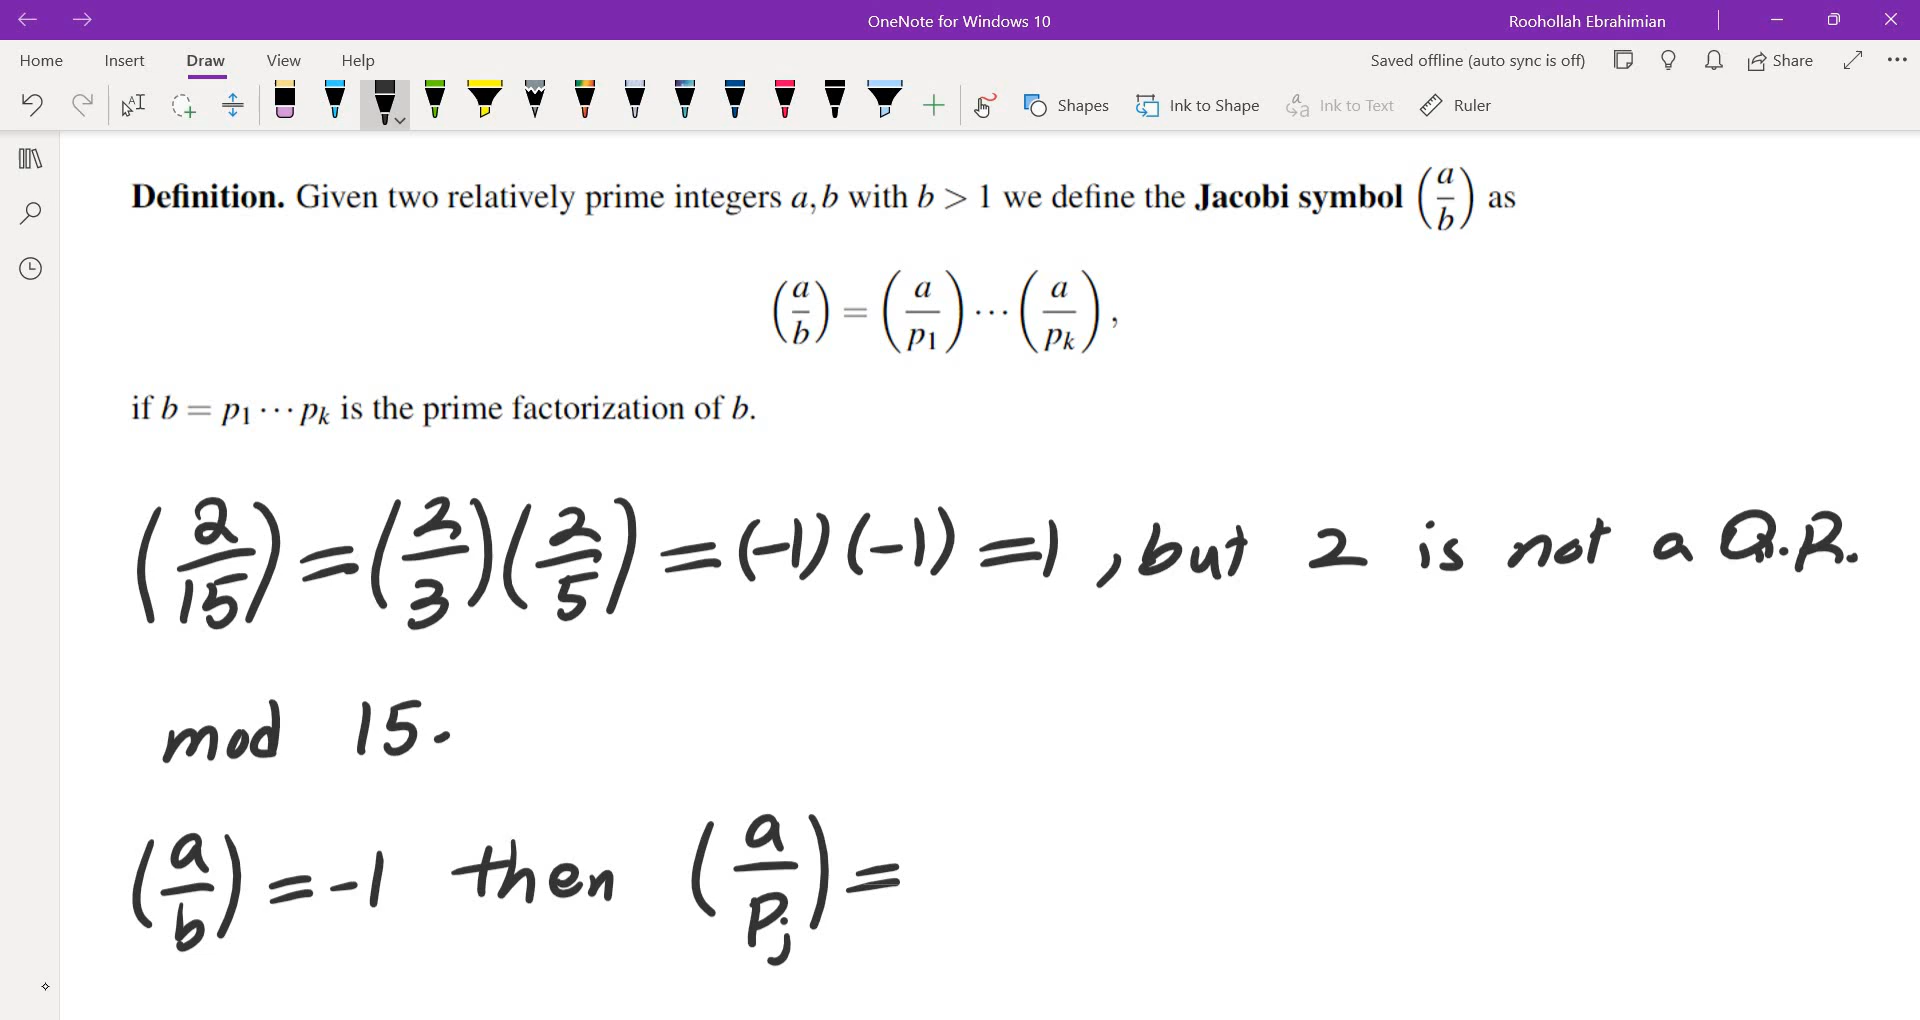 OneNote for Windows 10
Roohollah Ebrahimian
Home Insert Draw View Help
Saved offline (auto sync is off) Share
Shapes Ink to Shape Ink to Text Ruler
Definition. Given two relatively prime integers a, b with b > 1 we define the Jacobi symbol (a/b) as
(a/b) = (a/p₁) ··· (a/pₖ),
if b = p₁ ··· pₖ is the prime factorization of b.
(2/15) = (2/3)(2/5) = (-1)(-1) = 1, but 2 is not a Q.R.
mod 15.
(a/b) = -1 then (a/pⱼ) =